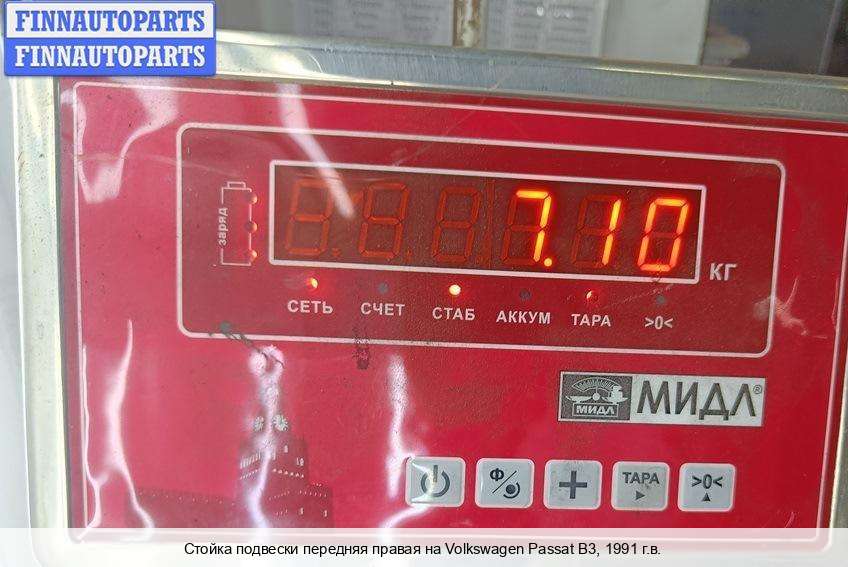 FINNAUTOPARTS
FINNAUTOPARTS
заряд
7.10
КГ
СЕТЬ СЧЕТ СТАБ АККУМ ТАРА >0<
МИДЛ МИДЛ®
Ф ТАРА >0<
Стойка подвески передняя правая на Volkswagen Passat B3, 1991 г.в.